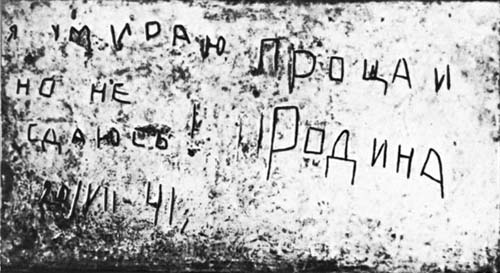 Я УМИРАЮ
НО НЕ
СДАЮСЬ!
20/VII-41.
ПРОЩАИ
РОДИНА